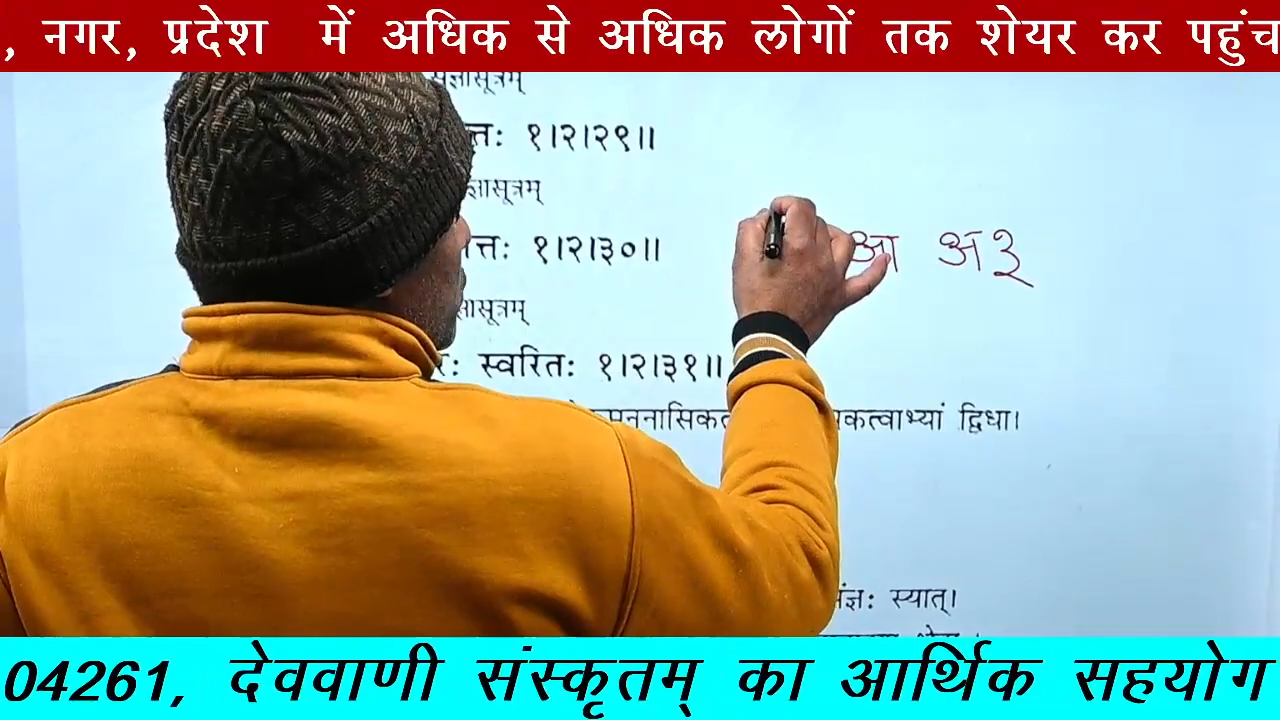 , नगर, प्रदेश में अधिक से अधिक लोगों तक शेयर कर पहुंच
संज्ञासूत्रम्
त्तः १।२।२९॥
ज्ञासूत्रम्
त्तः १।२।३०॥
आ अ३
ज्ञासूत्रम्
रः स्वरितः १।२।३१॥
कत्वाभ्यां द्विधा।
संज्ञः स्यात्।
04261, देववाणी संस्कृतम् का आर्थिक सहयोग